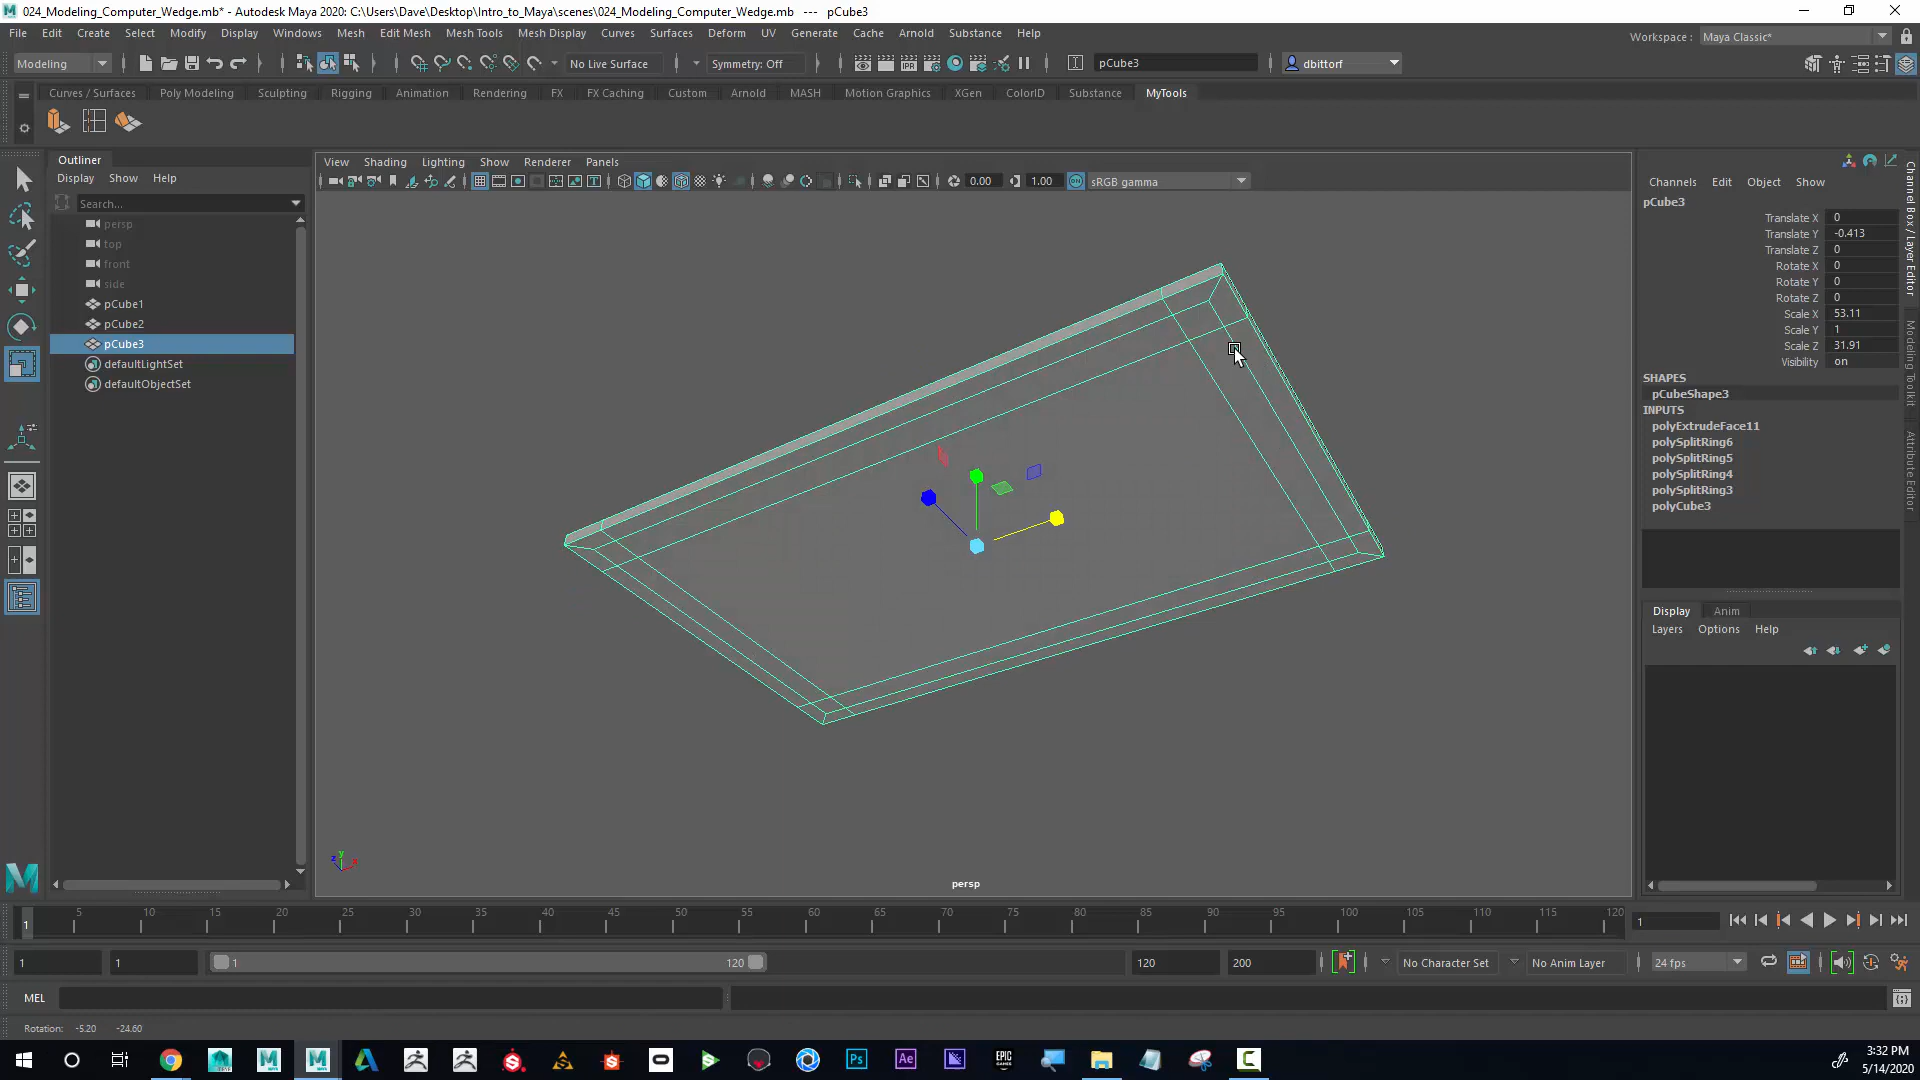 024_Modeling_Computer_Wedge.mb* - Autodesk Maya 2020: C:\Users\Dave\Desktop\Intro_to_Maya\scenes\024_Modeling_Computer_Wedge.mb --- pCube3
File Edit Create Select Modify Display Windows Mesh Edit Mesh Mesh Tools Mesh Display Curves Surfaces Deform UV Generate Cache Arnold Substance Help
Workspace : Maya Classic*
Modeling No Live Surface Symmetry: Off pCube3 dbittorf
Curves / Surfaces Poly Modeling Sculpting Rigging Animation Rendering FX FX Caching Custom Arnold MASH Motion Graphics XGen ColorID Substance MyTools
Outliner
Display Show Help
Search...
persp
top
front
side
pCube1
pCube2
pCube3
defaultLightSet
defaultObjectSet
View Shading Lighting Show Renderer Panels
0.00 1.00 sRGB gamma
persp
Channels Edit Object Show
pCube3
Translate X 0
Translate Y -0.413
Translate Z 0
Rotate X 0
Rotate Y 0
Rotate Z 0
Scale X 53.11
Scale Y 1
Scale Z 31.91
Visibility on
SHAPES
pCubeShape3
INPUTS
polyExtrudeFace11
polySplitRing6
polySplitRing5
polySplitRing4
polySplitRing3
polyCube3
Display Anim
Layers Options Help
Channel Box / Layer Editor
Modeling Toolkit
Attribute Editor
1 5 10 15 20 25 30 35 40 45 50 55 60 65 70 75 80 85 90 95 100 105 110 115 120 1
1 1 1 120 120 200 No Character Set No Anim Layer 24 fps
MEL
Rotation: -5.20 -24.60
3:32 PM
5/14/2020